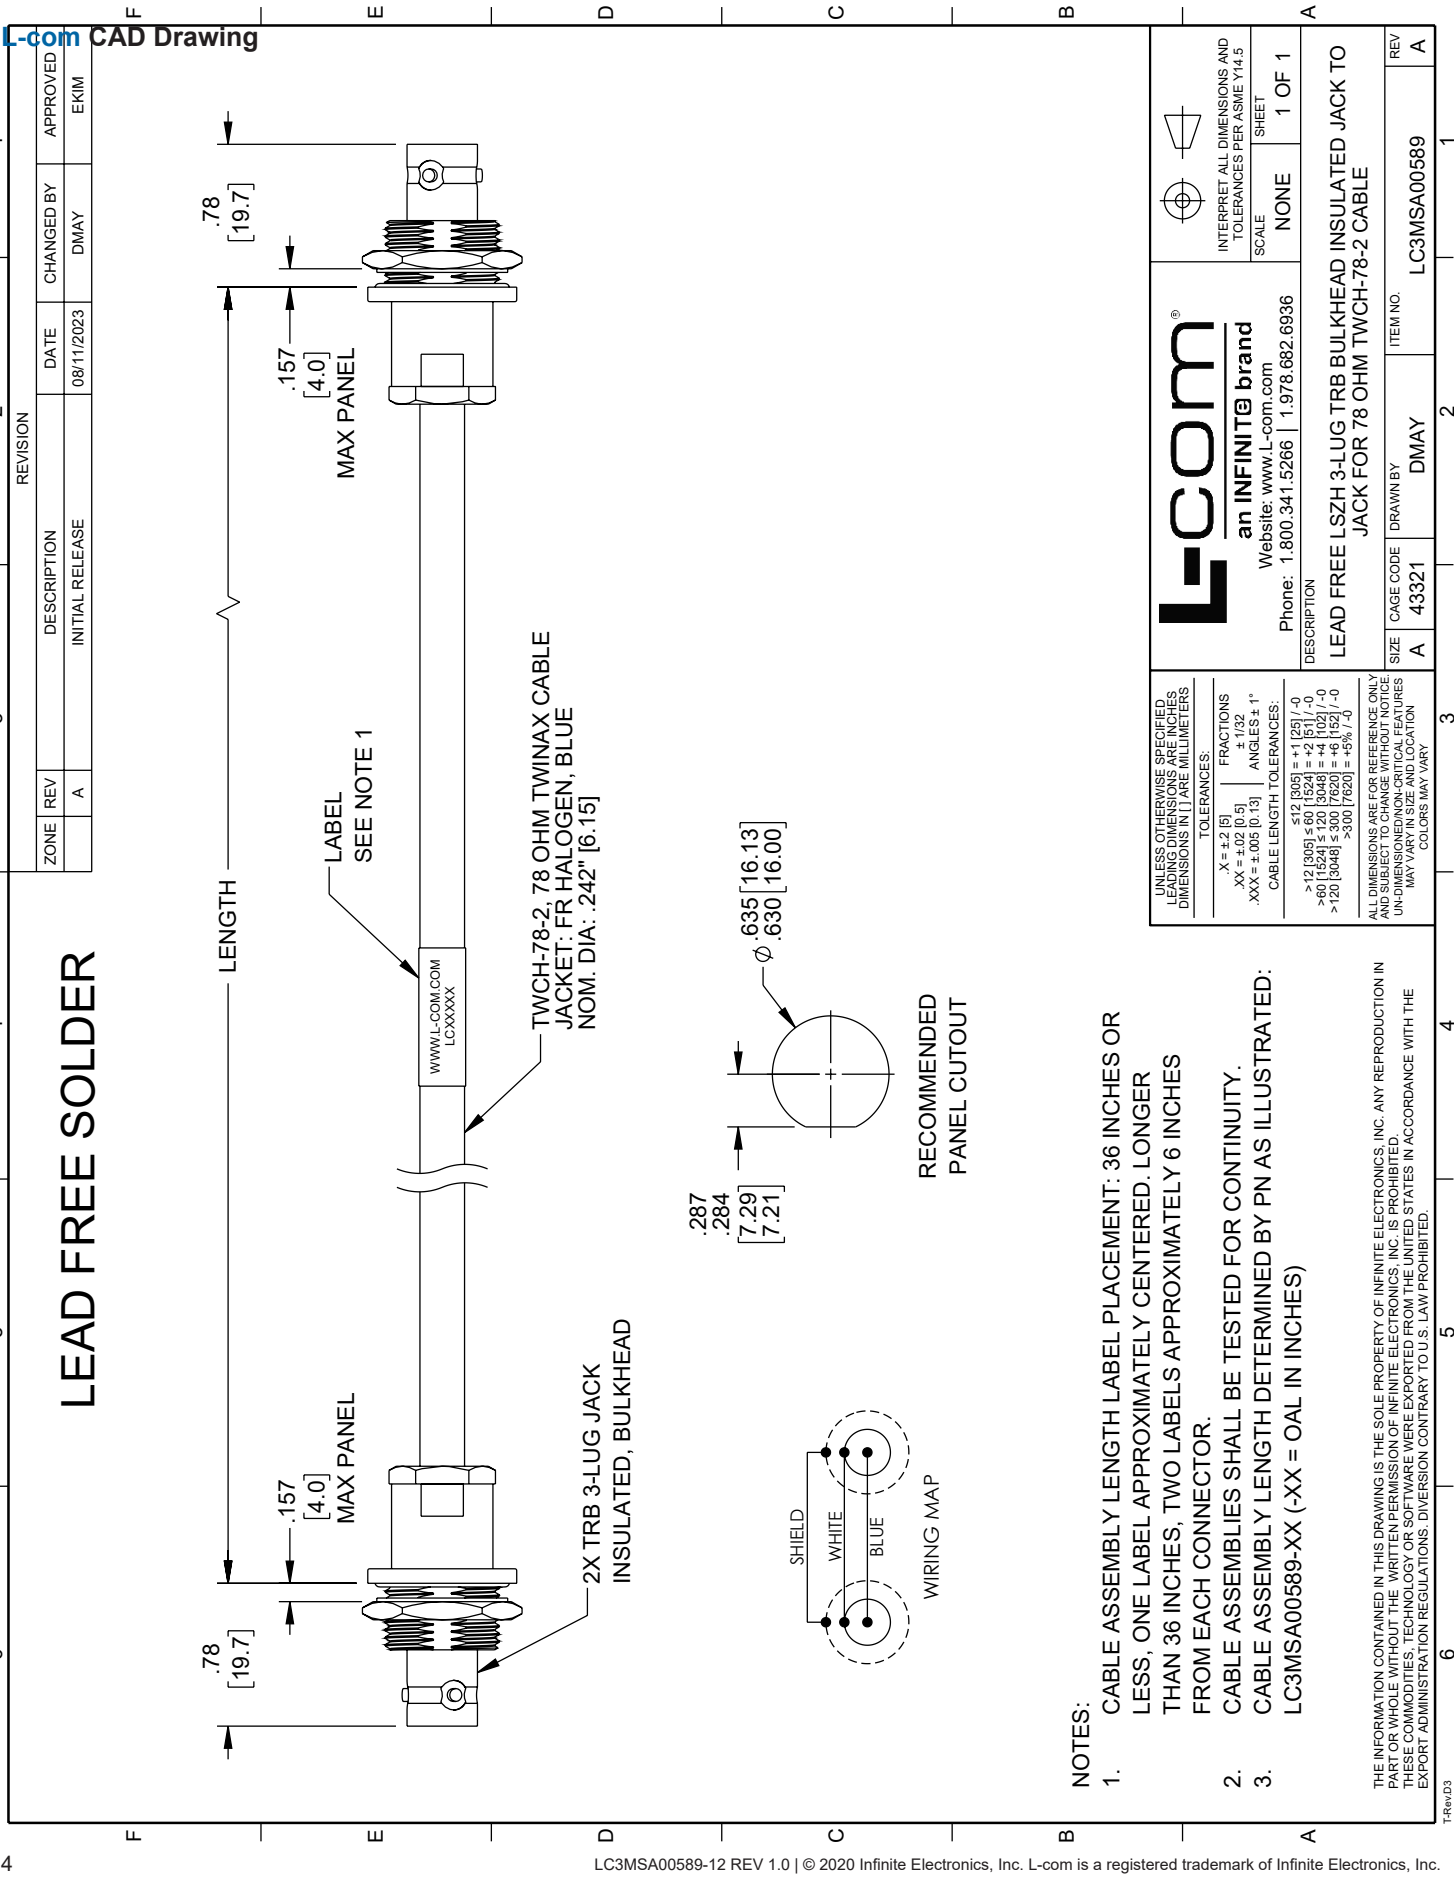 L-com CAD Drawing
REVISION
ZONE REV DESCRIPTION DATE CHANGED BY APPROVED
A INITIAL RELEASE 08/11/2023 DMAY EKIM
LEAD FREE SOLDER
.78
[19.7]
LENGTH
.78
[19.7]
.157
[4.0]
MAX PANEL
LABEL
SEE NOTE 1
.157
[4.0]
MAX PANEL
WWW.L-COM.COM
LCXXXXX
TWCH-78-2, 78 OHM TWINAX CABLE
JACKET: FR HALOGEN, BLUE
NOM. DIA: .242" [6.15]
2X TRB 3-LUG JACK
INSULATED, BULKHEAD
.287
.284
[7.29]
[7.21]
Ø .635 [16.13]
.630 [16.00]
RECOMMENDED
PANEL CUTOUT
SHIELD
WHITE
BLUE
WIRING MAP
NOTES:
1. CABLE ASSEMBLY LENGTH LABEL PLACEMENT: 36 INCHES OR
LESS, ONE LABEL APPROXIMATELY CENTERED. LONGER
THAN 36 INCHES, TWO LABELS APPROXIMATELY 6 INCHES
FROM EACH CONNECTOR.
2. CABLE ASSEMBLIES SHALL BE TESTED FOR CONTINUITY.
3. CABLE ASSEMBLY LENGTH DETERMINED BY PN AS ILLUSTRATED:
LC3MSA00589-XX (-XX = OAL IN INCHES)
THE INFORMATION CONTAINED IN THIS DRAWING IS THE SOLE PROPERTY OF INFINITE ELECTRONICS, INC. ANY REPRODUCTION IN
PART OR WHOLE WITHOUT THE WRITTEN PERMISSION OF INFINITE ELECTRONICS, INC. IS PROHIBITED.
THESE COMMODITIES, TECHNOLOGY OR SOFTWARE WERE EXPORTED FROM THE UNITED STATES IN ACCORDANCE WITH THE
EXPORT ADMINISTRATION REGULATIONS. DIVERSION CONTRARY TO U.S. LAW PROHIBITED.
UNLESS OTHERWISE SPECIFIED
LEADING DIMENSIONS ARE INCHES
DIMENSIONS IN [ ] ARE MILLIMETERS
TOLERANCES:
.X = ±.2 [5] FRACTIONS
.XX = ±.02 [0.5] ± 1/32
.XXX = ±.005 [0.13] ANGLES ± 1°
CABLE LENGTH TOLERANCES:
≤12 [305] = +1 [25] / -0
>12 [305] ≤ 60 [1524] = +2 [51] / -0
>60 [1524] ≤ 120 [3048] = +4 [102] / -0
>120 [3048] ≤ 300 [7620] = +6 [152] / -0
>300 [7620] = +5% / -0
ALL DIMENSIONS ARE FOR REFERENCE ONLY
AND SUBJECT TO CHANGE WITHOUT NOTICE.
UN-DIMENSIONED/NON-CRITICAL FEATURES
MAY VARY IN SIZE AND LOCATION
COLORS MAY VARY
L-com®
an INFINITE brand
Website: www.L-com.com
Phone: 1.800.341.5266 | 1.978.682.6936
INTERPRET ALL DIMENSIONS AND
TOLERANCES PER ASME Y14.5
SCALE NONE
SHEET 1 OF 1
DESCRIPTION
LEAD FREE LSZH 3-LUG TRB BULKHEAD INSULATED JACK TO
JACK FOR 78 OHM TWCH-78-2 CABLE
SIZE A
CAGE CODE 43321
DRAWN BY DMAY
ITEM NO. LC3MSA00589
REV A
F E D C B A
F E D C B A
6 5 4 3 2 1
T-Rev.D3
4
LC3MSA00589-12 REV 1.0 | © 2020 Infinite Electronics, Inc. L-com is a registered trademark of Infinite Electronics, Inc.